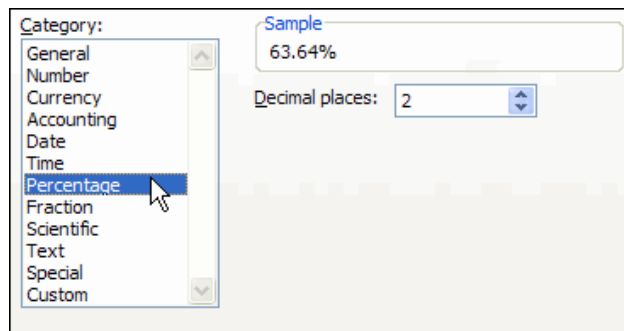 Category:
General
Number
Currency
Accounting
Date
Time
Percentage
Fraction
Scientific
Text
Special
Custom
Sample
63.64%
Decimal places: 2